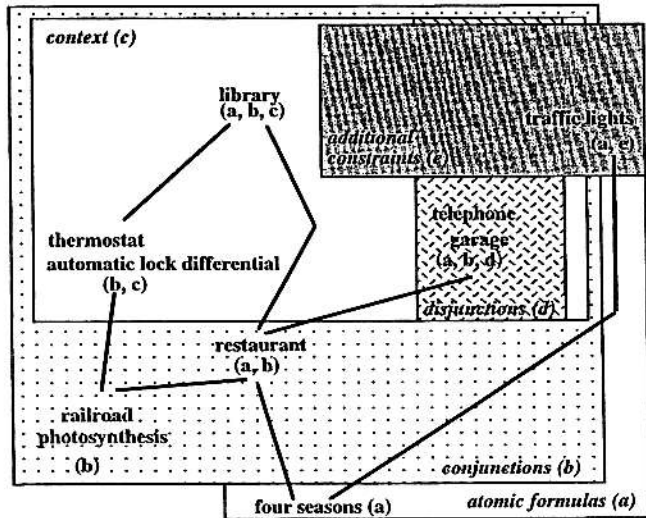 context (c)
library
(a, b, c)
traffic lights
(a, e)
additional
constraints (e)
telephone
garage
(a, b, d)
thermostat
automatic lock differential
(b, c)
disjunctions (d)
restaurant
(a, b)
railroad
photosynthesis
(b)
conjunctions (b)
four seasons (a)
atomic formulas (a)